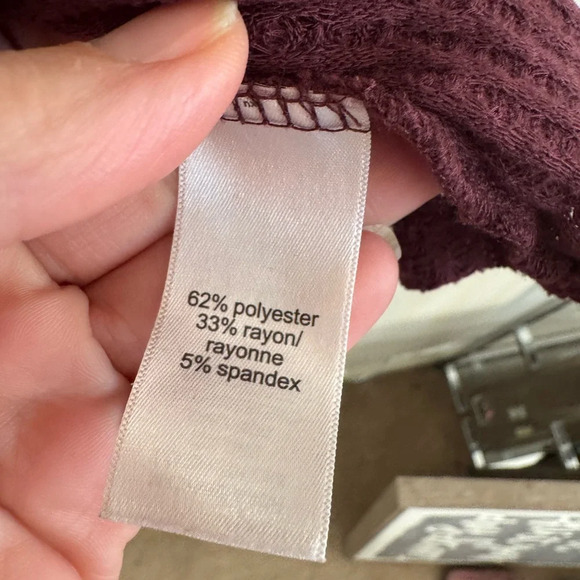 62% polyester
33% rayon/
rayonne
5% spandex